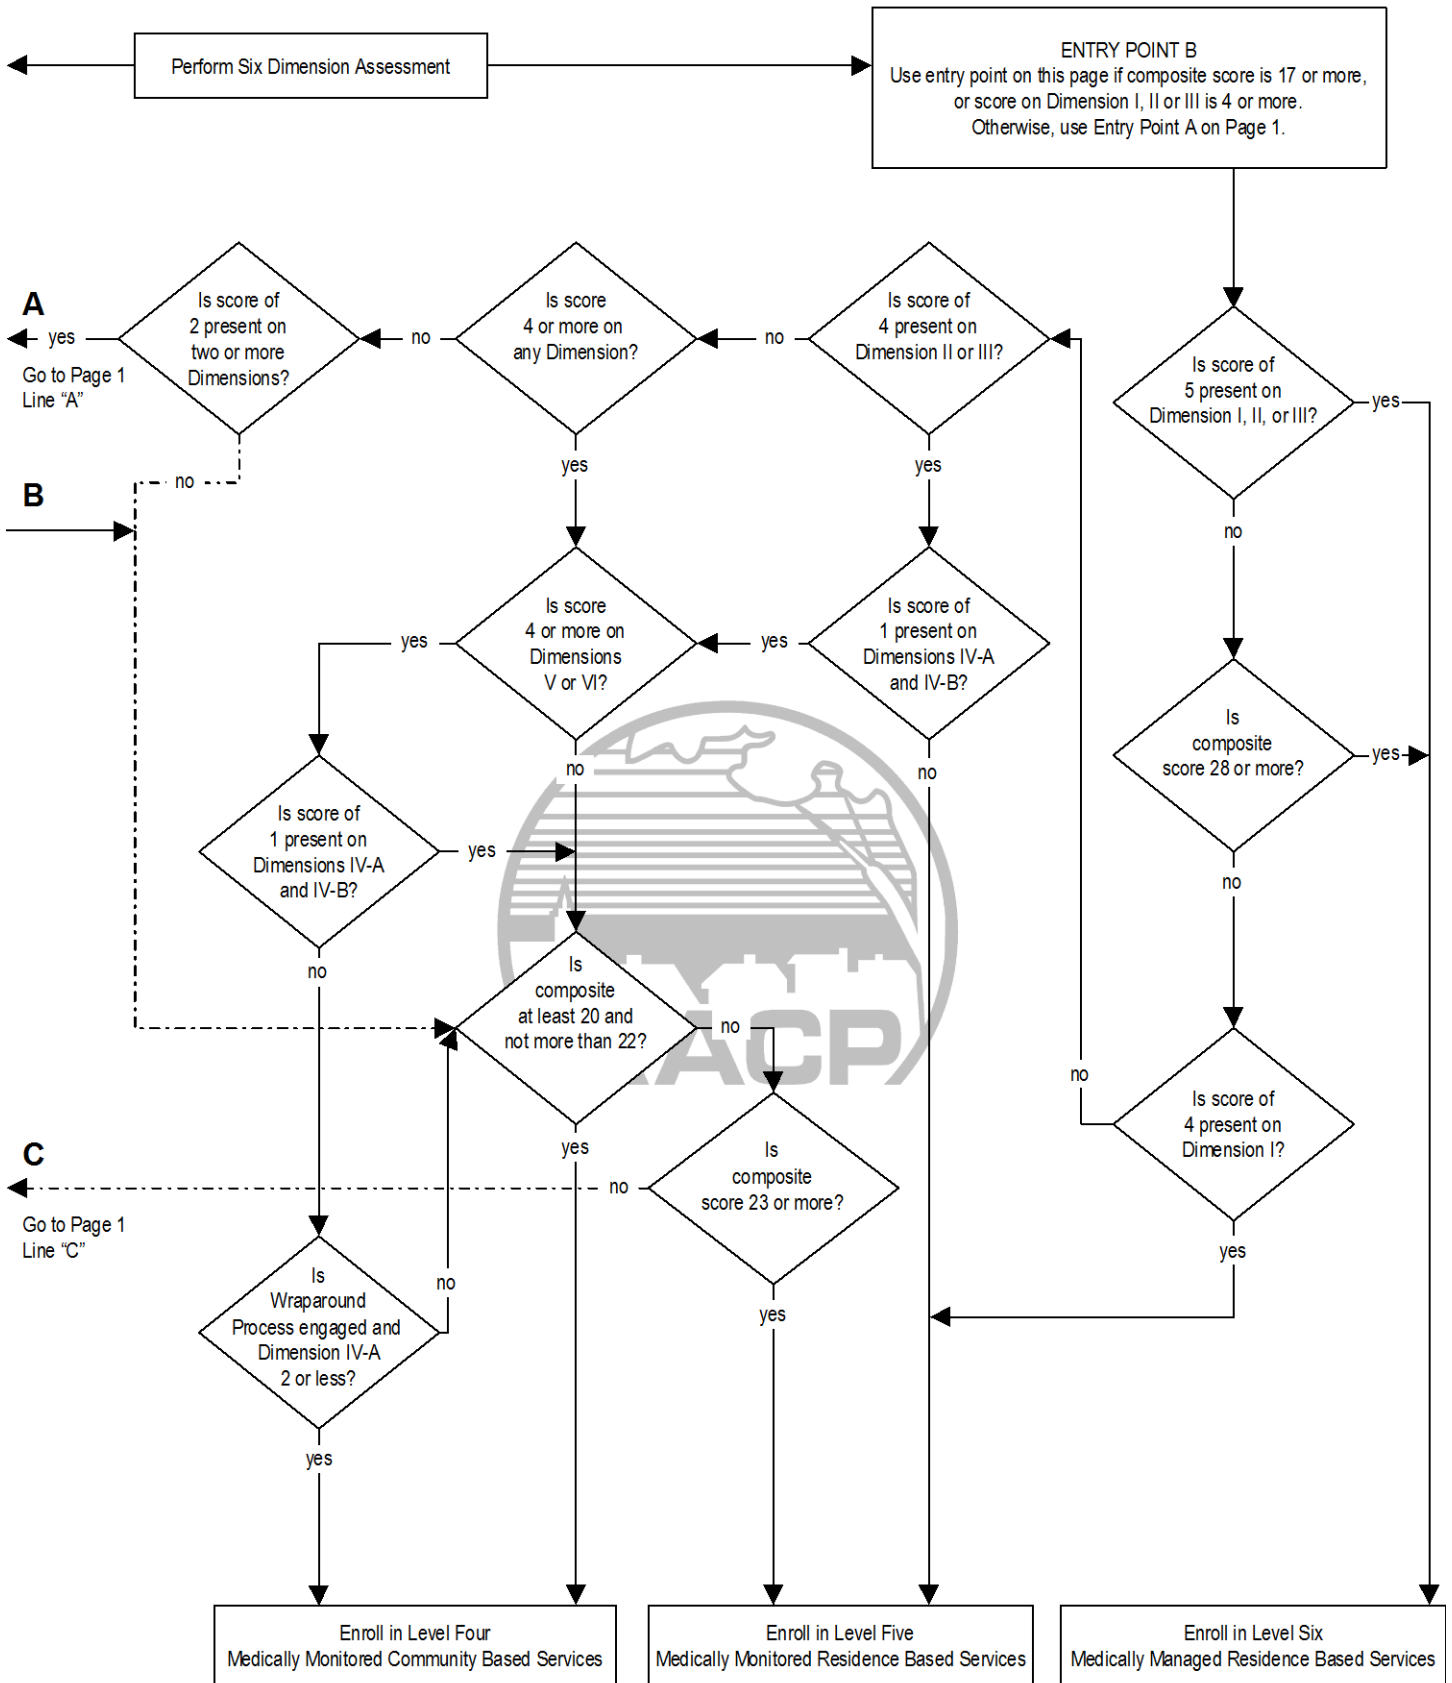 Perform Six Dimension Assessment
ENTRY POINT B
Use entry point on this page if composite score is 17 or more,
or score on Dimension I, II or III is 4 or more.
Otherwise, use Entry Point A on Page 1.
A
yes
Go to Page 1
Line “A”
Is score of
2 present on
two or more
Dimensions?
no
Is score
4 or more on
any Dimension?
no
Is score of
4 present on
Dimension II or III?
Is score of
5 present on
Dimension I, II, or III?
yes
no
B
yes
yes
no
Is score
4 or more on
Dimensions
V or VI?
yes
yes
Is score of
1 present on
Dimensions IV-A
and IV-B?
Is
composite
score 28 or more?
yes
no
no
no
Is score of
1 present on
Dimensions IV-A
and IV-B?
yes
no
Is
composite
at least 20 and
not more than 22?
no
AACP
no
Is score of
4 present on
Dimension I?
yes
yes
C
no
Go to Page 1
Line “C”
Is
composite
score 23 or more?
yes
Is
Wraparound
Process engaged and
Dimension IV-A
2 or less?
no
yes
Enroll in Level Four
Medically Monitored Community Based Services
Enroll in Level Five
Medically Monitored Residence Based Services
Enroll in Level Six
Medically Managed Residence Based Services